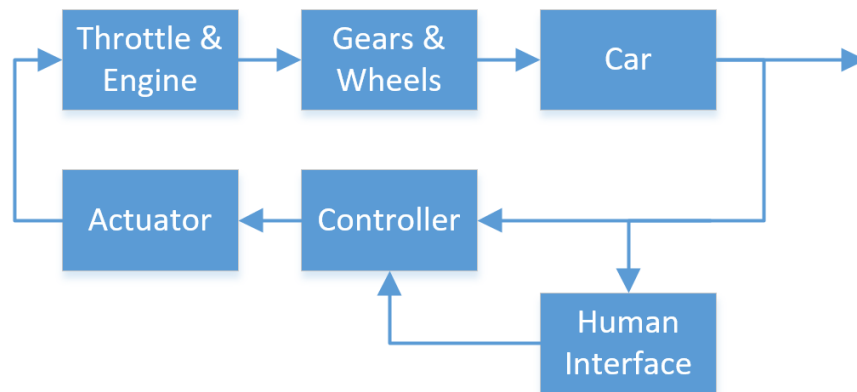 Throttle &
Engine
Gears &
Wheels
Car
Actuator
Controller
Human
Interface